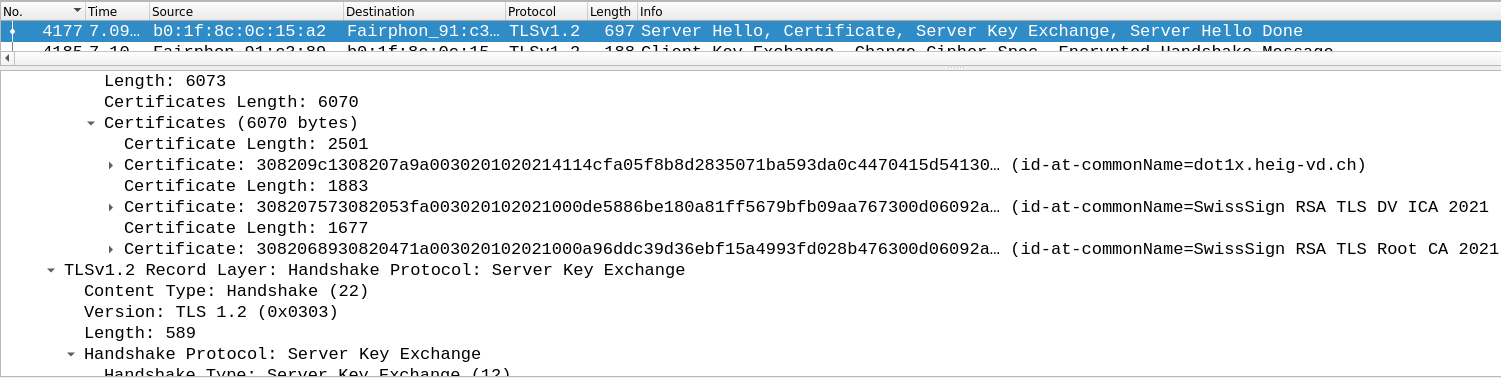 No. Time Source Destination Protocol Length Info
4177 7.09… b0:1f:8c:0c:15:a2 Fairphon_91:c3… TLSv1.2 697 Server Hello, Certificate, Server Key Exchange, Server Hello Done
4185 7.10 Fairphon_91:c3:89 b0:1f:8c:0c:15 TLSv1.2 188 Client Key Exchange, Change Cipher Spec, Encrypted Handshake Message
Length: 6073
Certificates Length: 6070
Certificates (6070 bytes)
Certificate Length: 2501
Certificate: 308209c1308207a9a0030201020214114cfa05f8b8d2835071ba593da0c4470415d54130… (id-at-commonName=dot1x.heig-vd.ch)
Certificate Length: 1883
Certificate: 308207573082053fa003020102021000de5886be180a81ff5679bfb09aa767300d06092a… (id-at-commonName=SwissSign RSA TLS DV ICA 2021
Certificate Length: 1677
Certificate: 3082068930820471a003020102021000a96ddc39d36ebf15a4993fd028b476300d06092a… (id-at-commonName=SwissSign RSA TLS Root CA 2021
TLSv1.2 Record Layer: Handshake Protocol: Server Key Exchange
Content Type: Handshake (22)
Version: TLS 1.2 (0x0303)
Length: 589
Handshake Protocol: Server Key Exchange
Handshake Type: Server Key Exchange (12)